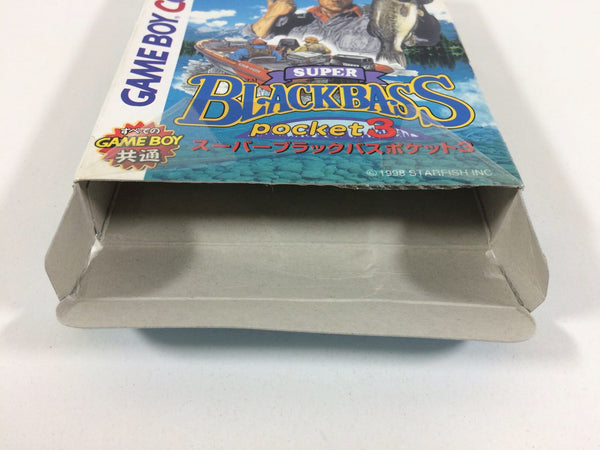 GAME BOY C
SUPER
BLACKBASS
pocket 3
スーパーブラックバスポケット3
すべての
GAME BOY
共通
©1998 STARFISH INC